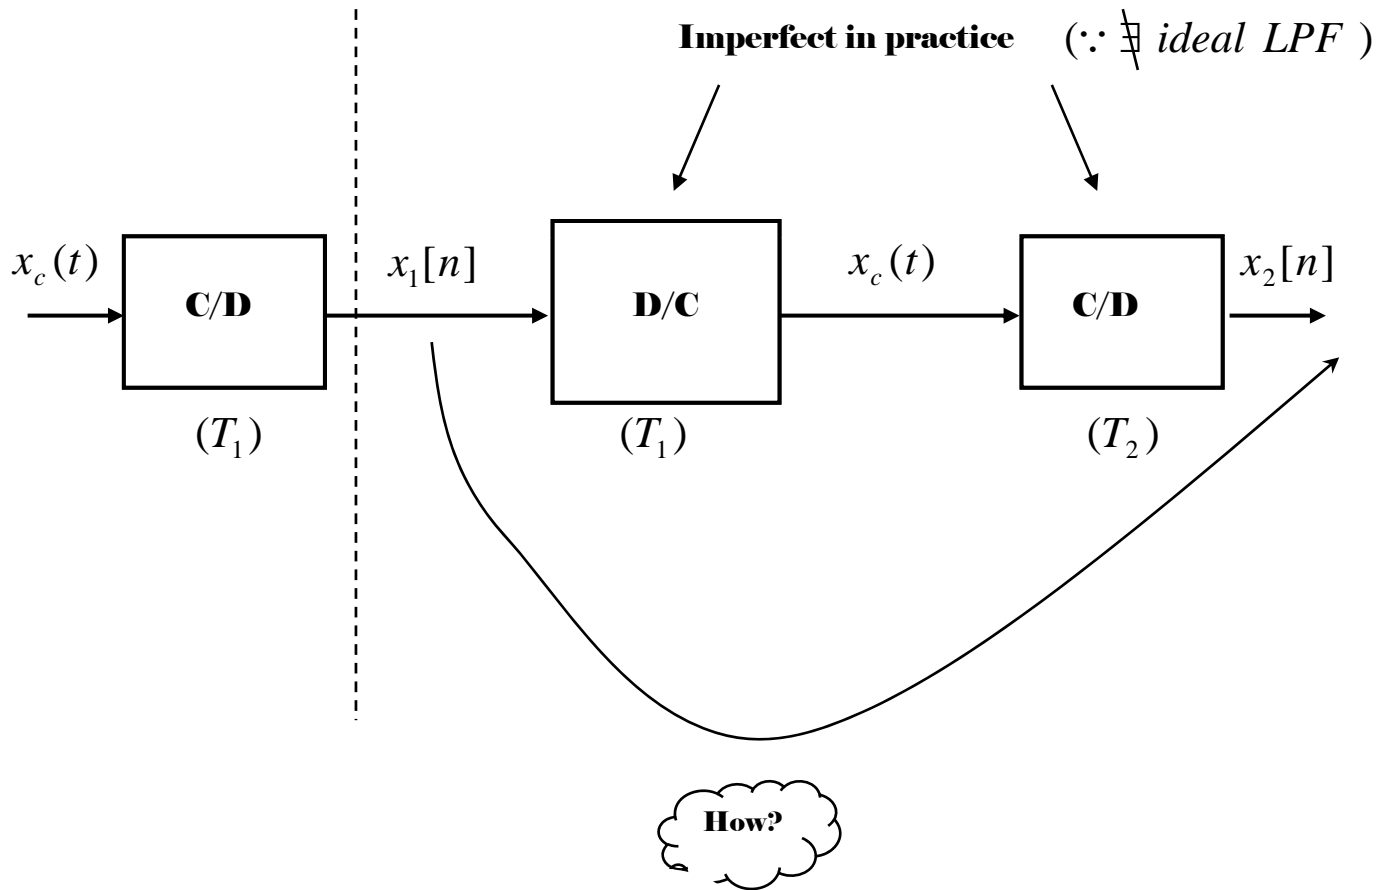 Imperfect in practice (∵ ∄ ideal LPF )
x_c(t) x_1[n] x_c(t) x_2[n]
C/D D/C C/D
(T_1) (T_1) (T_2)
How?